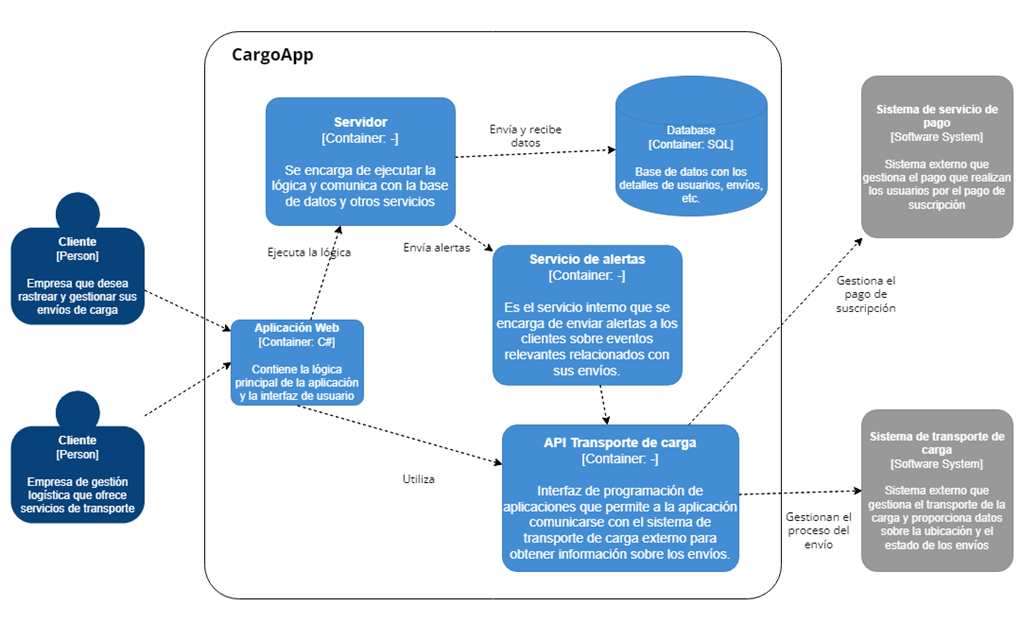 CargoApp
Servidor
[Container: -]
Se encarga de ejecutar la
lógica y comunica con la base
de datos y otros servicios
Envía y recibe
datos
Database
[Container: SQL]
Base de datos con los
detalles de usuarios, envíos,
etc.
Sistema de servicio de
pago
[Software System]
Sistema externo que
gestiona el pago que realizan
los usuarios por el pago de
suscripción
Cliente
[Person]
Empresa que desea
rastrear y gestionar sus
envíos de carga
Ejecuta la lógica
Envía alertas
Servicio de alertas
[Container: -]
Es el servicio interno que se
encarga de enviar alertas a los
clientes sobre eventos
relevantes relacionados con
sus envíos.
Gestiona el
pago de
suscripción
Aplicación Web
[Container: C#]
Contiene la lógica
principal de la aplicación
y la interfaz de usuario
Cliente
[Person]
Empresa de gestión
logística que ofrece
servicios de transporte
Utiliza
API Transporte de carga
[Container: -]
Interfaz de programación de
aplicaciones que permite a la aplicación
comunicarse con el sistema de
transporte de carga externo para
obtener información sobre los envíos.
Gestionan el
proceso del
envío
Sistema de transporte de
carga
[Software System]
Sistema externo que
gestiona el transporte de la
carga y proporciona datos
sobre la ubicación y el
estado de los envíos